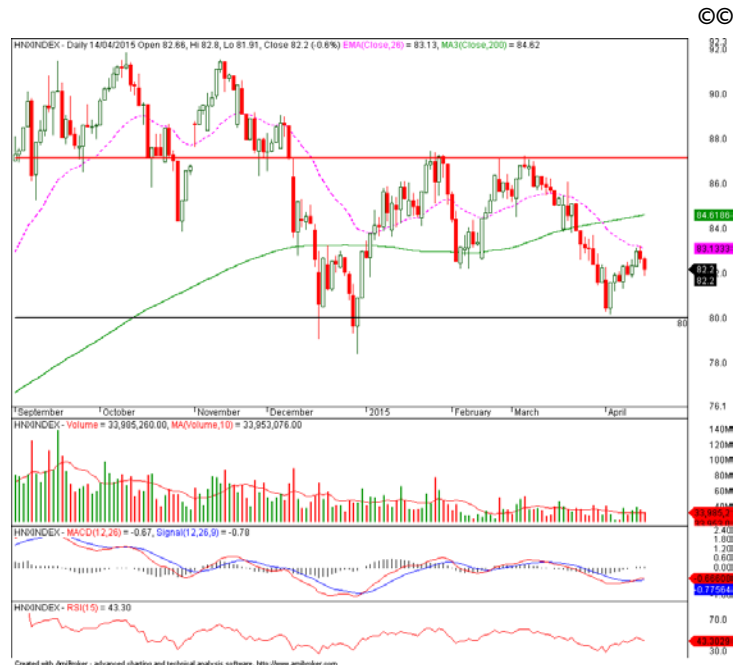 ©©
HNXINDEX - Daily 14/04/2015 Open 82.66, Hi 82.8, Lo 81.91, Close 82.2 (-0.6%) EMA(Close,26) = 83.13, MA3(Close,200) = 84.62
92.0
90.0
88.0
86.0
84.6186
84.0
83.1333
82.2
82.0
82.2
80.0
80
78.0
76.1
September October November December 2015 February March April
HNXINDEX - Volume = 33,985,260.00, MA(Volume,10) = 33,953,076.00
140M
120M
100M
80M
60M
HNXINDEX - MACD(12,26) = -0.67, Signal(12,26,9) = -0.78
1.80
1.20
0.60
0.00
-0.77564
HNXINDEX - RSI(15) = 43.30
70.0
30.0
Created with AmiBroker - advanced charting and technical analysis software. http://www.amibroker.com